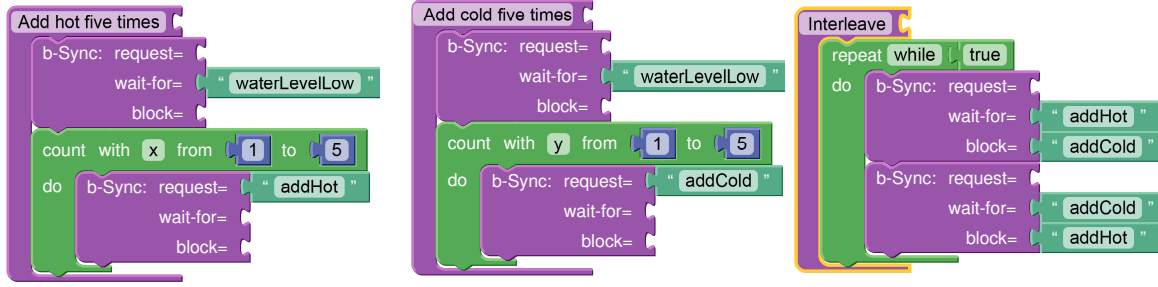 Add hot five times
b-Sync: request=
wait-for= “ waterLevelLow ”
block=
count with x from 1 to 5
do b-Sync: request= “ addHot ”
wait-for=
block=
Add cold five times
b-Sync: request=
wait-for= “ waterLevelLow ”
block=
count with y from 1 to 5
do b-Sync: request= “ addCold ”
wait-for=
block=
Interleave
repeat while true
do b-Sync: request=
wait-for= “ addHot ”
block= “ addCold ”
b-Sync: request=
wait-for= “ addCold ”
block= “ addHot ”